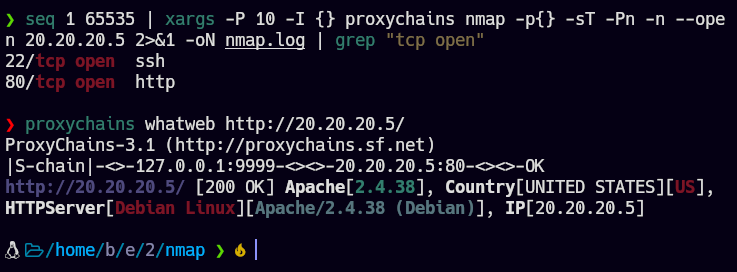 ❯ seq 1 65535 | xargs -P 10 -I {} proxychains nmap -p{} -sT -Pn -n --ope
n 20.20.20.5 2>&1 -oN nmap.log | grep "tcp open"
22/tcp open  ssh
80/tcp open  http
❯ proxychains whatweb http://20.20.20.5/
ProxyChains-3.1 (http://proxychains.sf.net)
|S-chain|-<>-127.0.0.1:9999-<><>-20.20.20.5:80-<><>-OK
http://20.20.20.5/ [200 OK] Apache[2.4.38], Country[UNITED STATES][US],
HTTPServer[Debian Linux][Apache/2.4.38 (Debian)], IP[20.20.20.5]
/home/b/e/2/nmap ❯